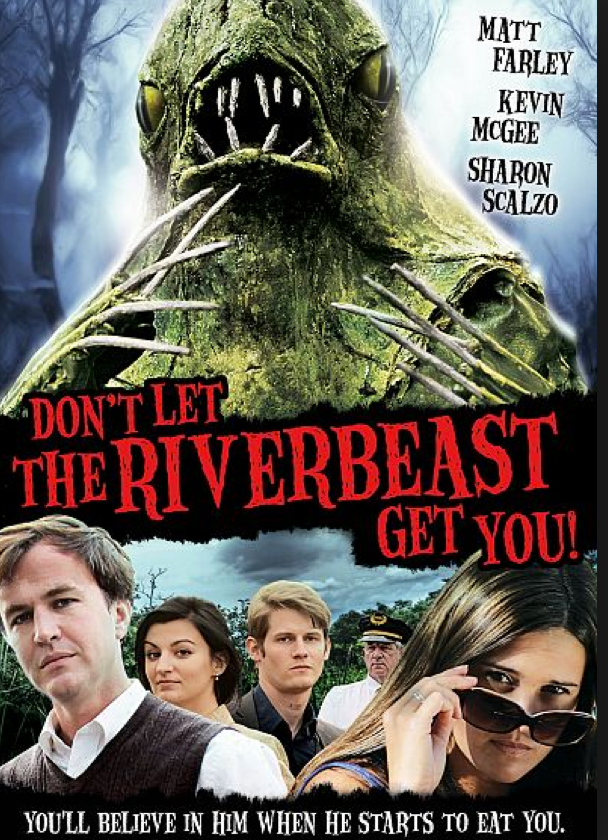 MATT
FARLEY
KEVIN
MCGEE
SHARON
SCALZO
DON'T LET
THE RIVERBEAST
GET YOU!
YOU'LL BELIEVE IN HIM WHEN HE STARTS TO EAT YOU.